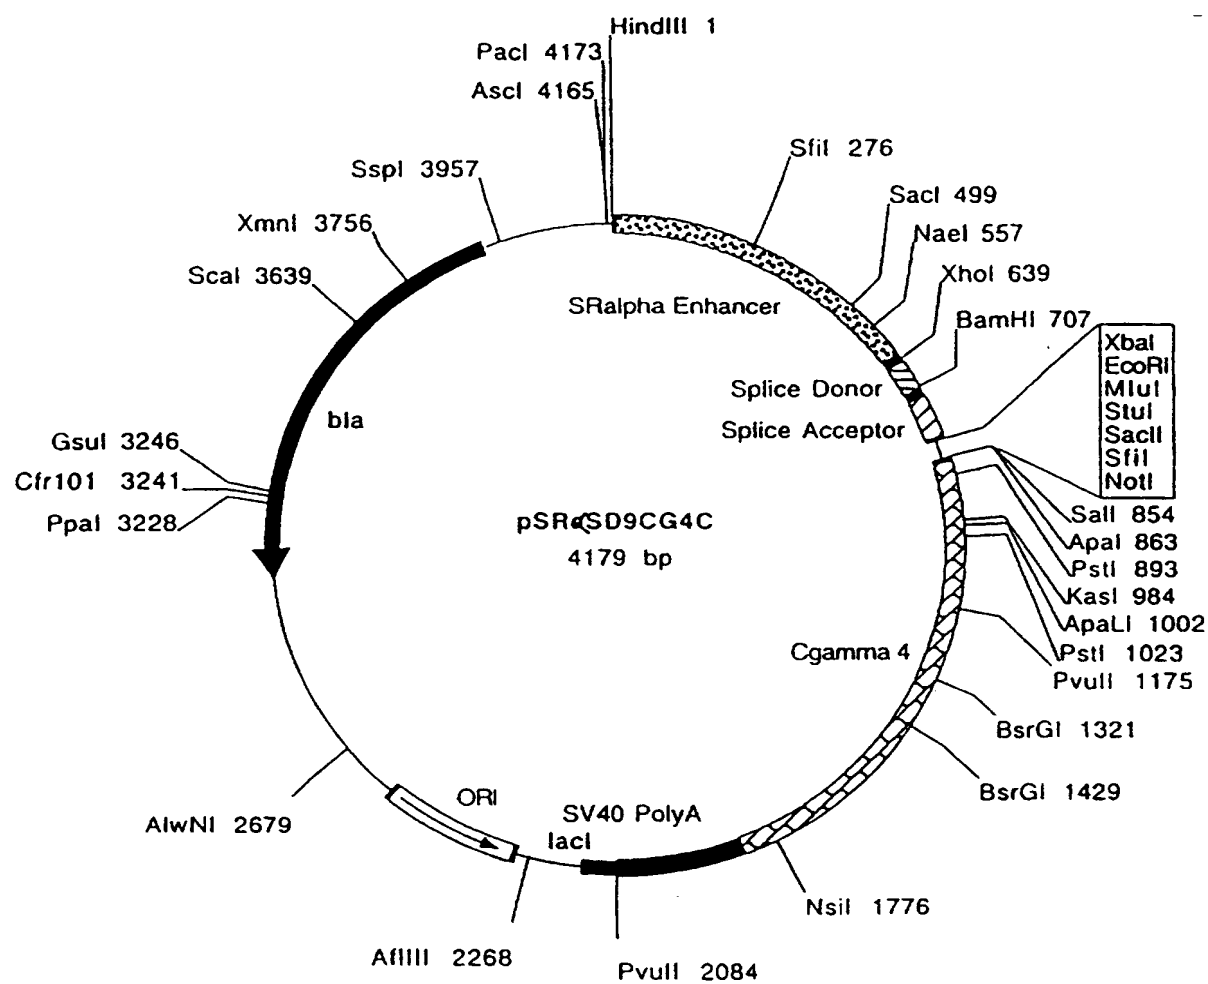 HindIII 1
PacI 4173
AscI 4165
SfiI 276
SspI 3957
SacI 499
XmnI 3756
NaeI 557
ScaI 3639
XhoI 639
SRalpha Enhancer
BamHI 707
XbaI
EcoRI
MluI
StuI
SacII
SfiI
NotI
Splice Donor
Splice Acceptor
bla
GsuI 3246
Cfr101 3241
PpaI 3228
pSRαSD9CG4C
4179 bp
SalI 854
ApaI 863
PstI 893
KasI 984
ApaLI 1002
PstI 1023
PvuII 1175
Cgamma 4
BsrGI 1321
BsrGI 1429
ORI
SV40 PolyA
lacI
AlwNI 2679
NsiI 1776
AflIII 2268
PvuII 2084